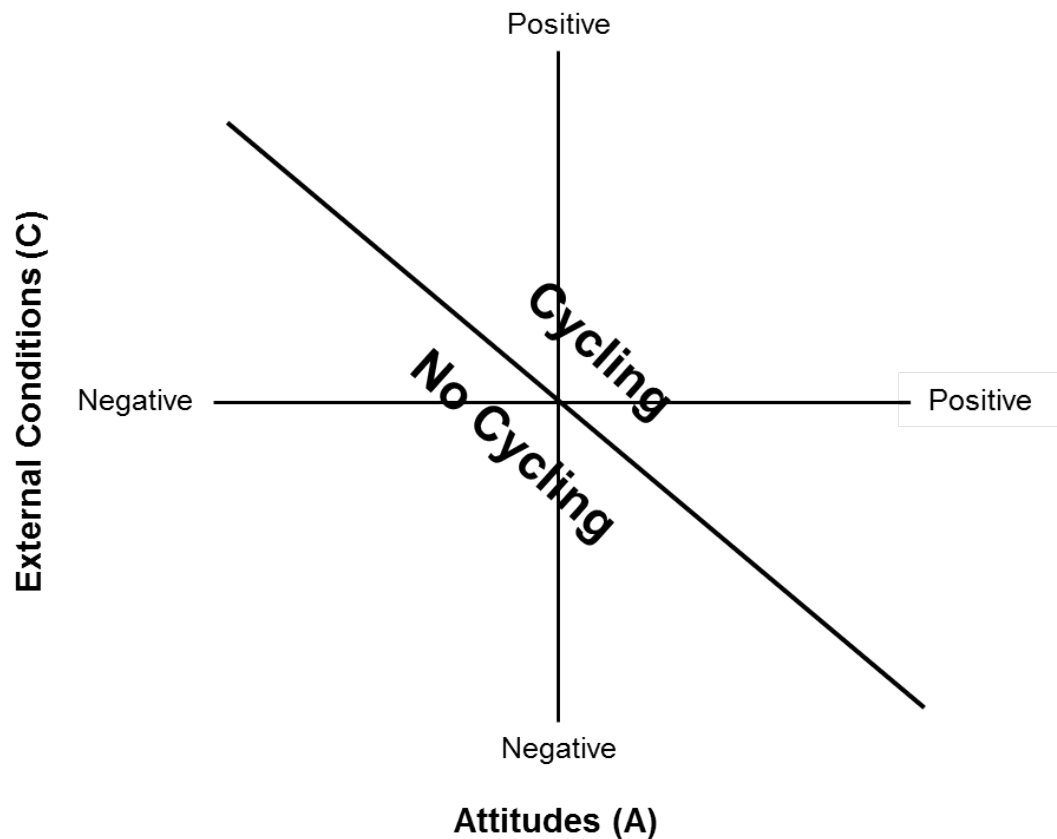 Positive
External Conditions (C)
Cycling
No Cycling
Negative
Positive
Negative
Attitudes (A)